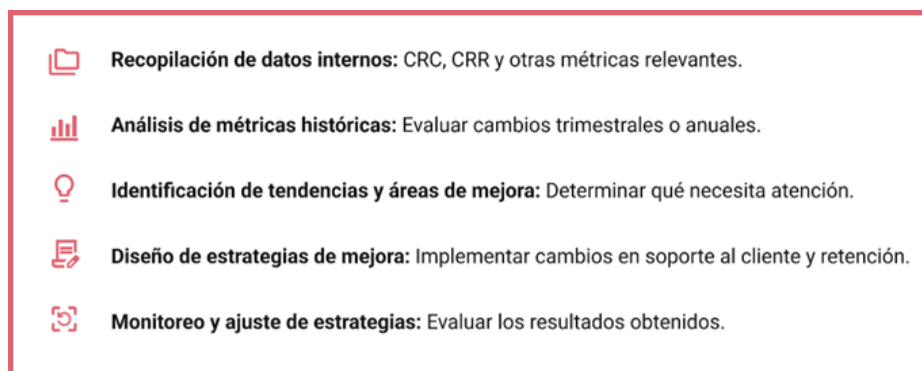 Recopilación de datos internos: CRC, CRR y otras métricas relevantes.
Análisis de métricas históricas: Evaluar cambios trimestrales o anuales.
Identificación de tendencias y áreas de mejora: Determinar qué necesita atención.
Diseño de estrategias de mejora: Implementar cambios en soporte al cliente y retención.
Monitoreo y ajuste de estrategias: Evaluar los resultados obtenidos.